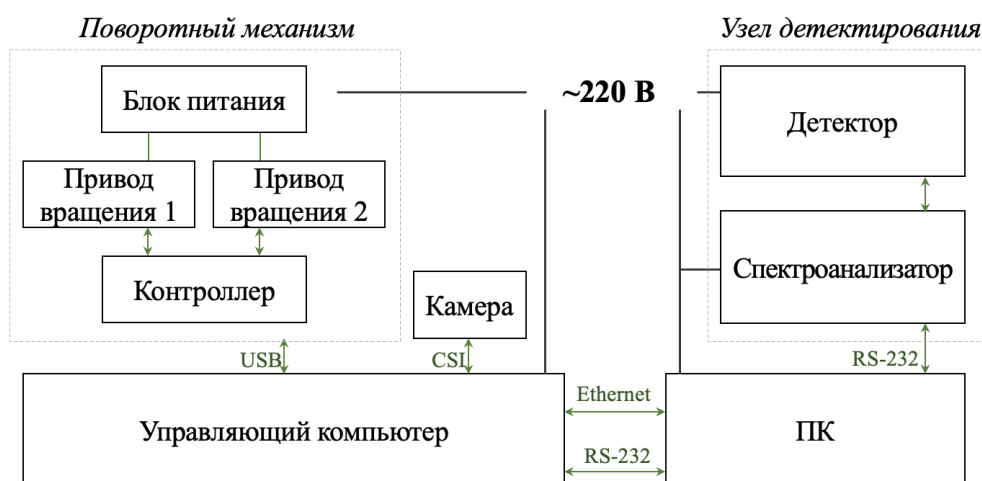 Поворотный механизм
Узел детектирования
Блок питания
~220 В
Детектор
Привод
вращения 1
Привод
вращения 2
Контроллер
Камера
Спектроанализатор
USB
CSI
RS-232
Управляющий компьютер
Ethernet
RS-232
ПК